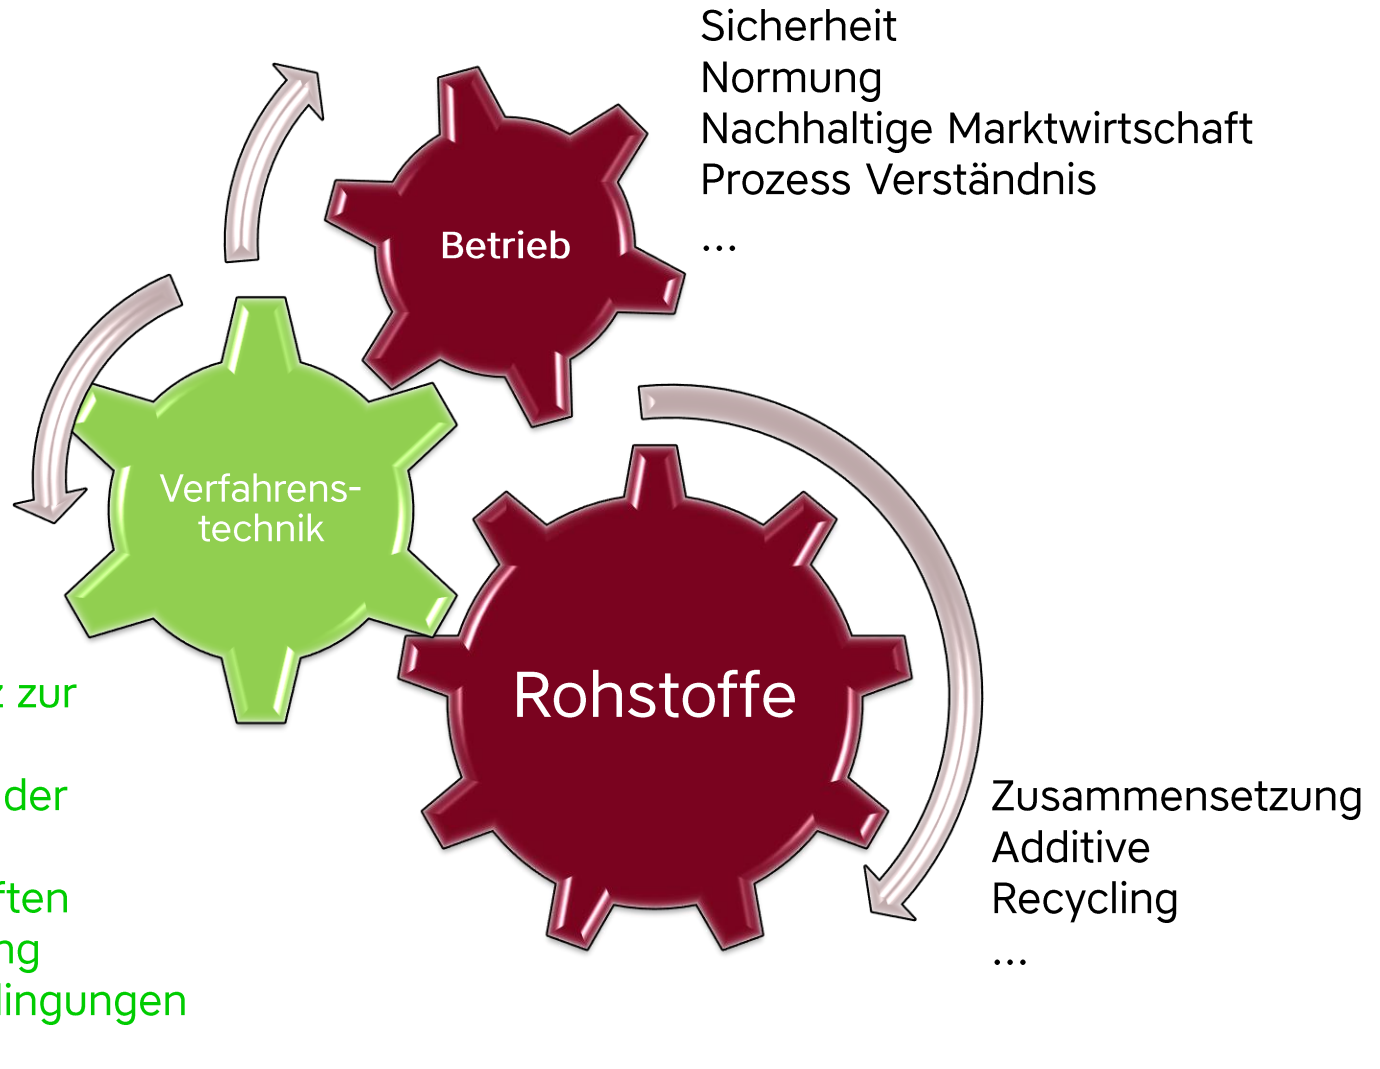 Sicherheit
Normung
Nachhaltige Marktwirtschaft
Prozess Verständnis
...
Betrieb
Verfahrens-
technik
Rohstoffe
zur
der
ften
ng
lingungen
Zusammensetzung
Additive
Recycling
...